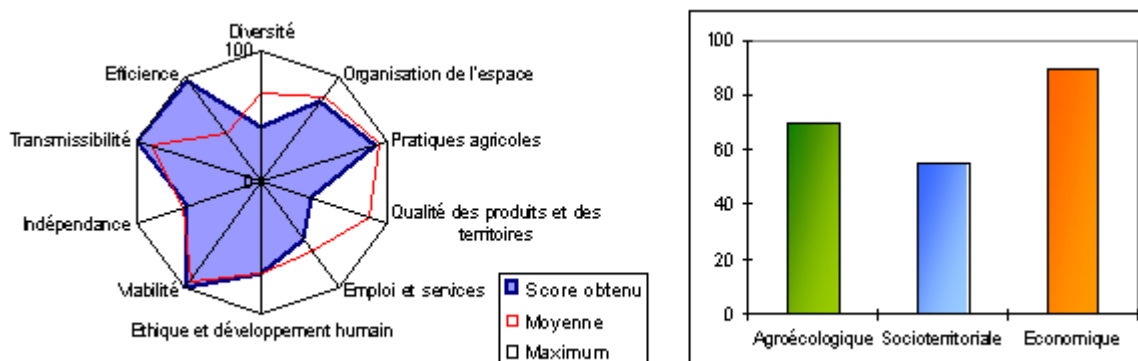 Diversité
100
Efficience
Organisation de l'espace
Transmissibilité
Pratiques agricoles
0
Indépendance
Qualité des produits et des
territoires
Viabilité
Emploi et services
Ethique et développement humain
Score obtenu
Moyenne
Maximum
100
80
60
40
20
0
Agroécologique
Socioterritoriale
Economique